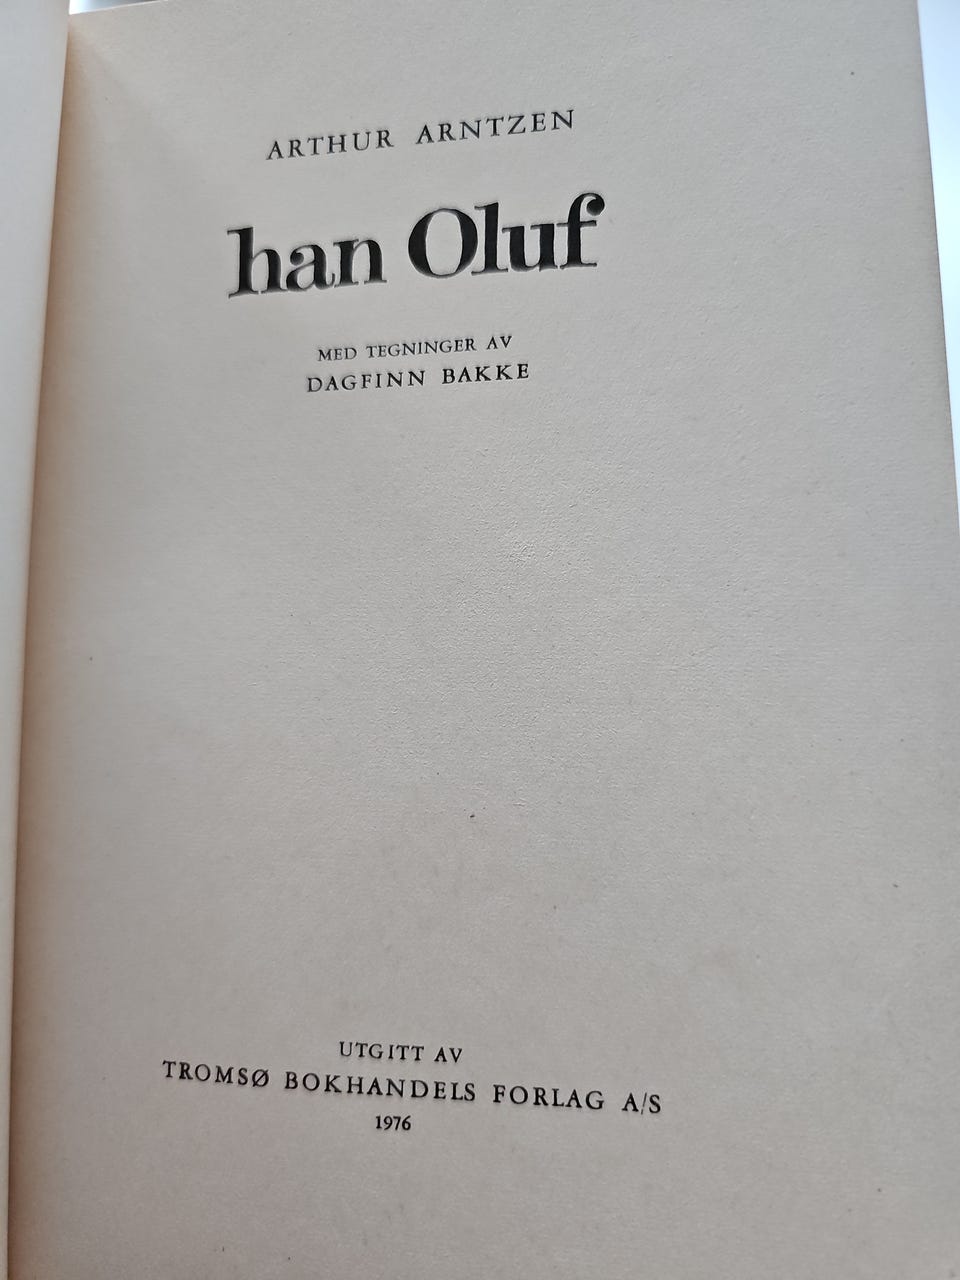 ARTHUR ARNTZEN
han Oluf
MED TEGNINGER AV
DAGFINN BAKKE
UTGITT AV
TROMSØ BOKHANDELS FORLAG A/S
1976